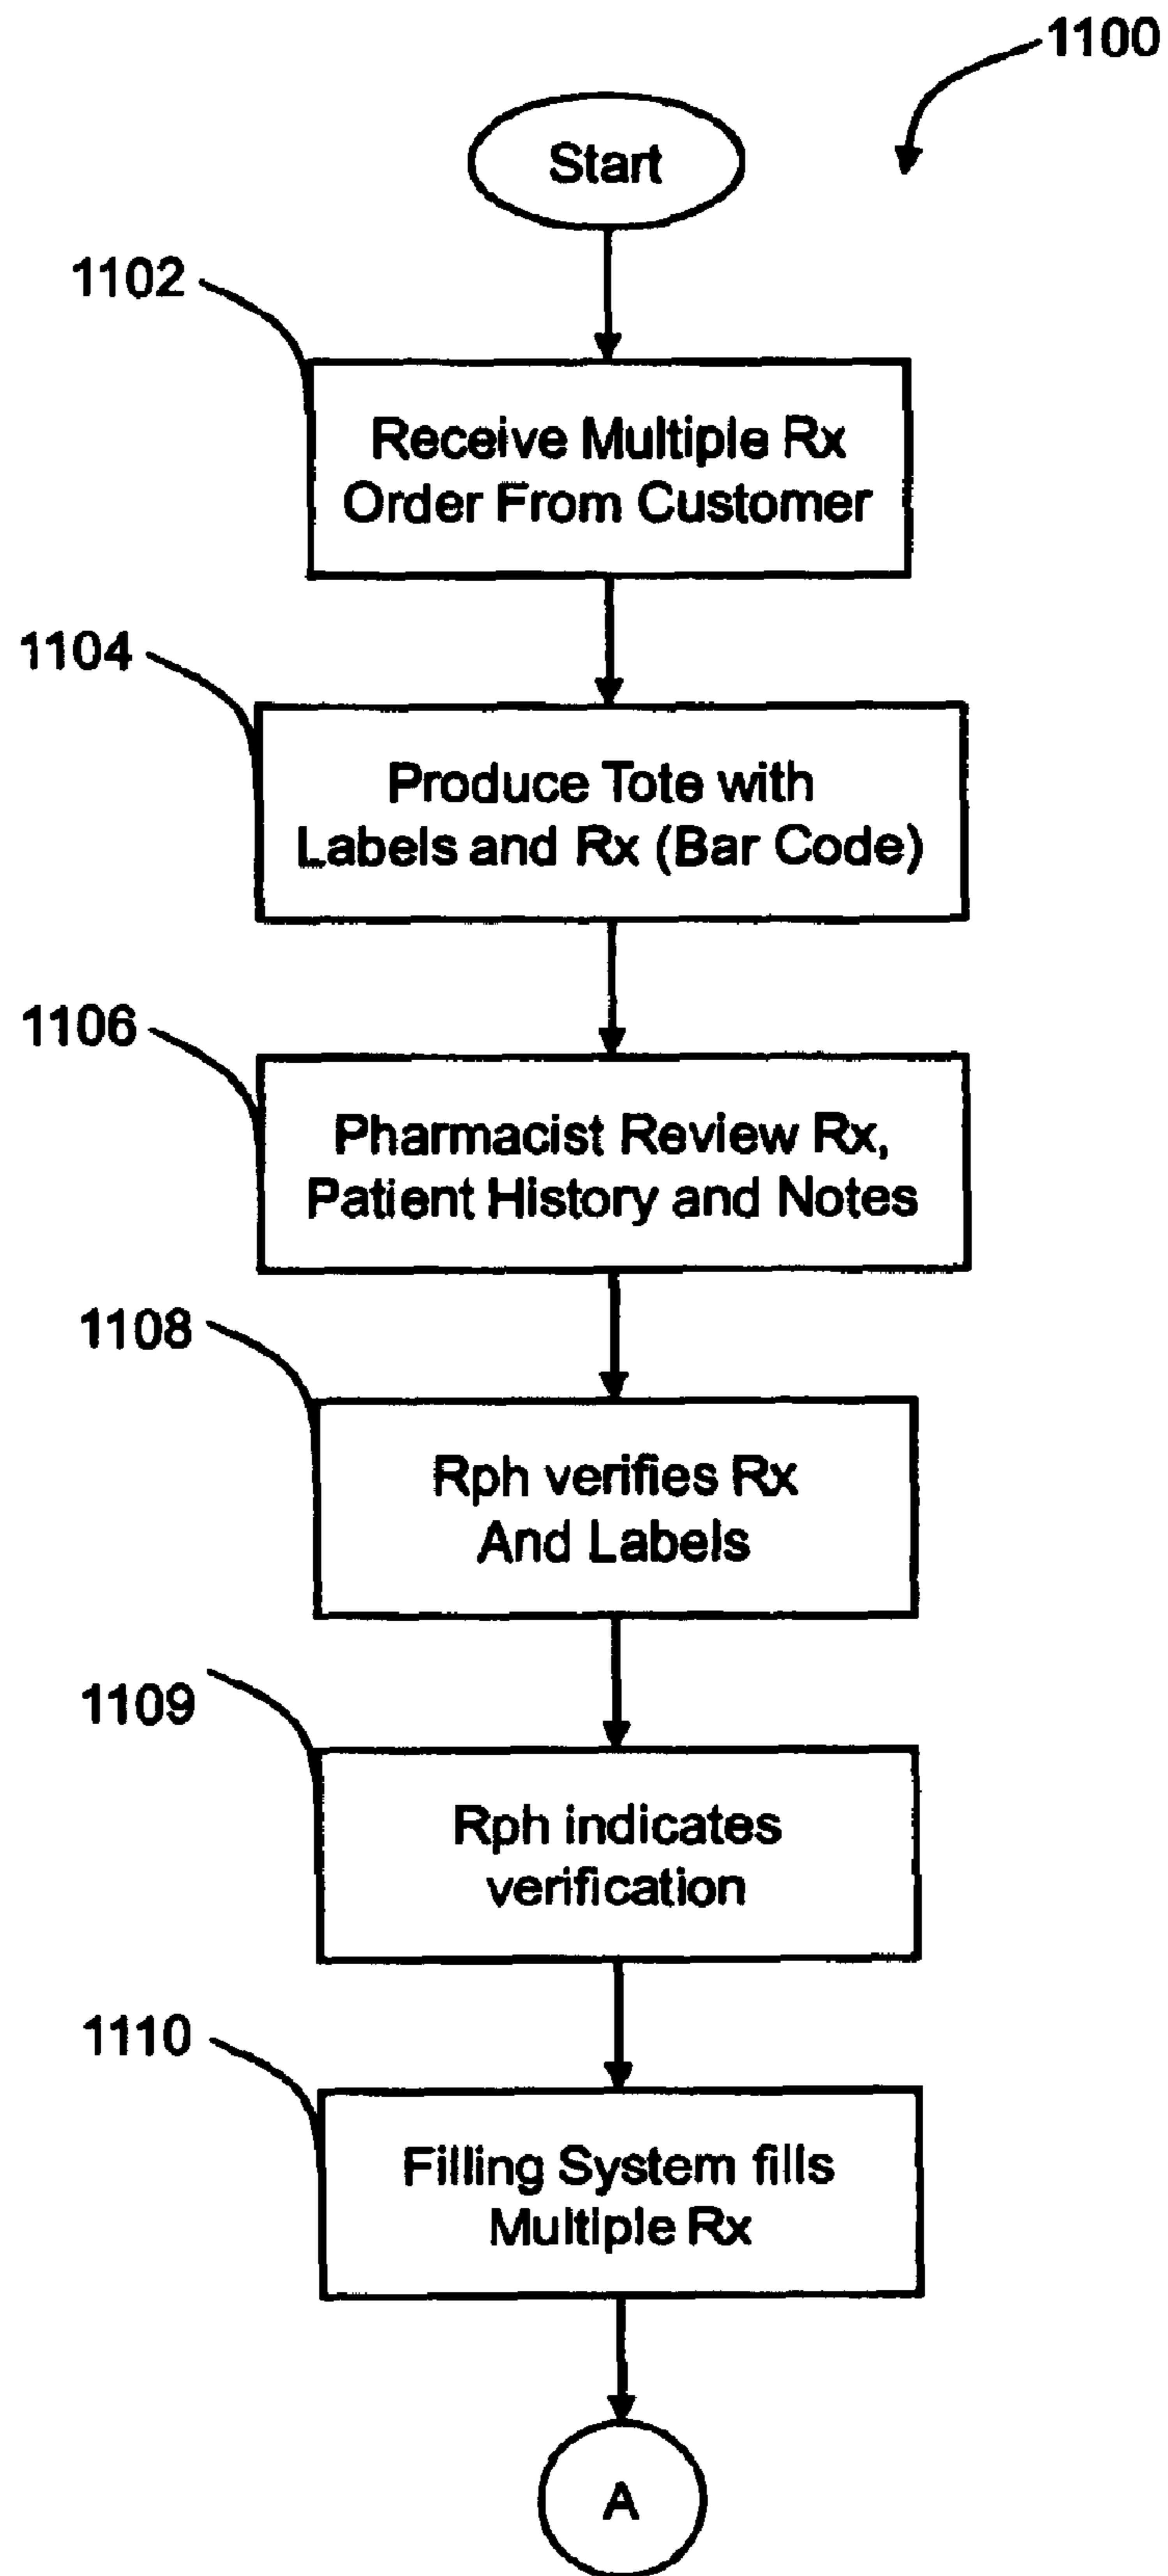 1100
Start
1102
Receive Multiple Rx
Order From Customer
1104
Produce Tote with
Labels and Rx (Bar Code)
1106
Pharmacist Review Rx,
Patient History and Notes
1108
Rph verifies Rx
And Labels
1109
Rph indicates
verification
1110
Filling System fills
Multiple Rx
A